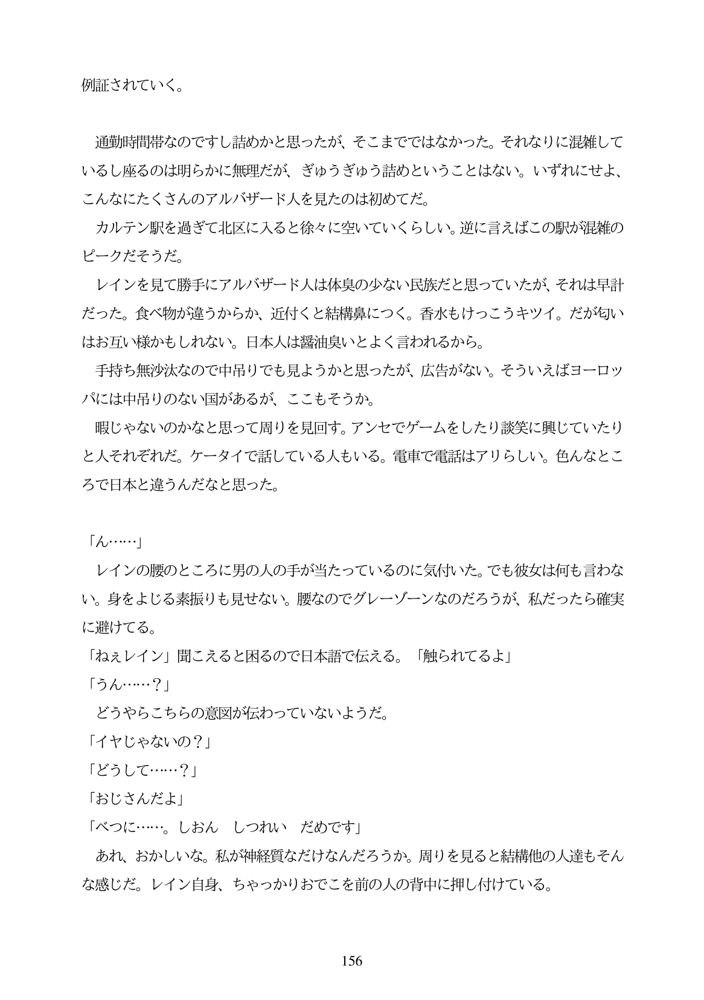 例証されていく。
　通勤時間帯なのですし詰めかと思ったが、そこまでではなかった。それなりに混雑して
いるし座るのは明らかに無理だが、ぎゅうぎゅう詰めということはない。いずれにせよ、
こんなにたくさんのアルバザード人を見たのは初めてだ。
　カルテン駅を過ぎて北区に入ると徐々に空いていくらしい。逆に言えばこの駅が混雑の
ピークだそうだ。
　レインを見て勝手にアルバザード人は体臭の少ない民族だと思っていたが、それは早計
だった。食べ物が違うからか、近付くと結構鼻につく。香水もけっこうキツイ。だが匂い
はお互い様かもしれない。日本人は醤油臭いとよく言われるから。
　手持ち無沙汰なので中吊りでも見ようかと思ったが、広告がない。そういえばヨーロッ
パには中吊りのない国があるが、ここもそうか。
　暇じゃないのかなと思って周りを見回す。アンセでゲームをしたり談笑に興じていたり
と人それぞれだ。ケータイで話している人もいる。電車で電話はアリらしい。色んなとこ
ろで日本と違うんだなと思った。
「ん……」
　レインの腰のところに男の人の手が当たっているのに気付いた。でも彼女は何も言わな
い。身をよじる素振りも見せない。腰なのでグレーゾーンなのだろうが、私だったら確実
に避けてる。
「ねぇレイン」聞こえると困るので日本語で伝える。「触られてるよ」
「うん……？」
　どうやらこちらの意図が伝わっていないようだ。
「イヤじゃないの？」
「どうして……？」
「おじさんだよ」
「べつに……。しおん　しつれい　だめです」
　あれ、おかしいな。私が神経質なだけなんだろうか。周りを見ると結構他の人達もそん
な感じだ。レイン自身、ちゃっかりおでこを前の人の背中に押し付けている。
156